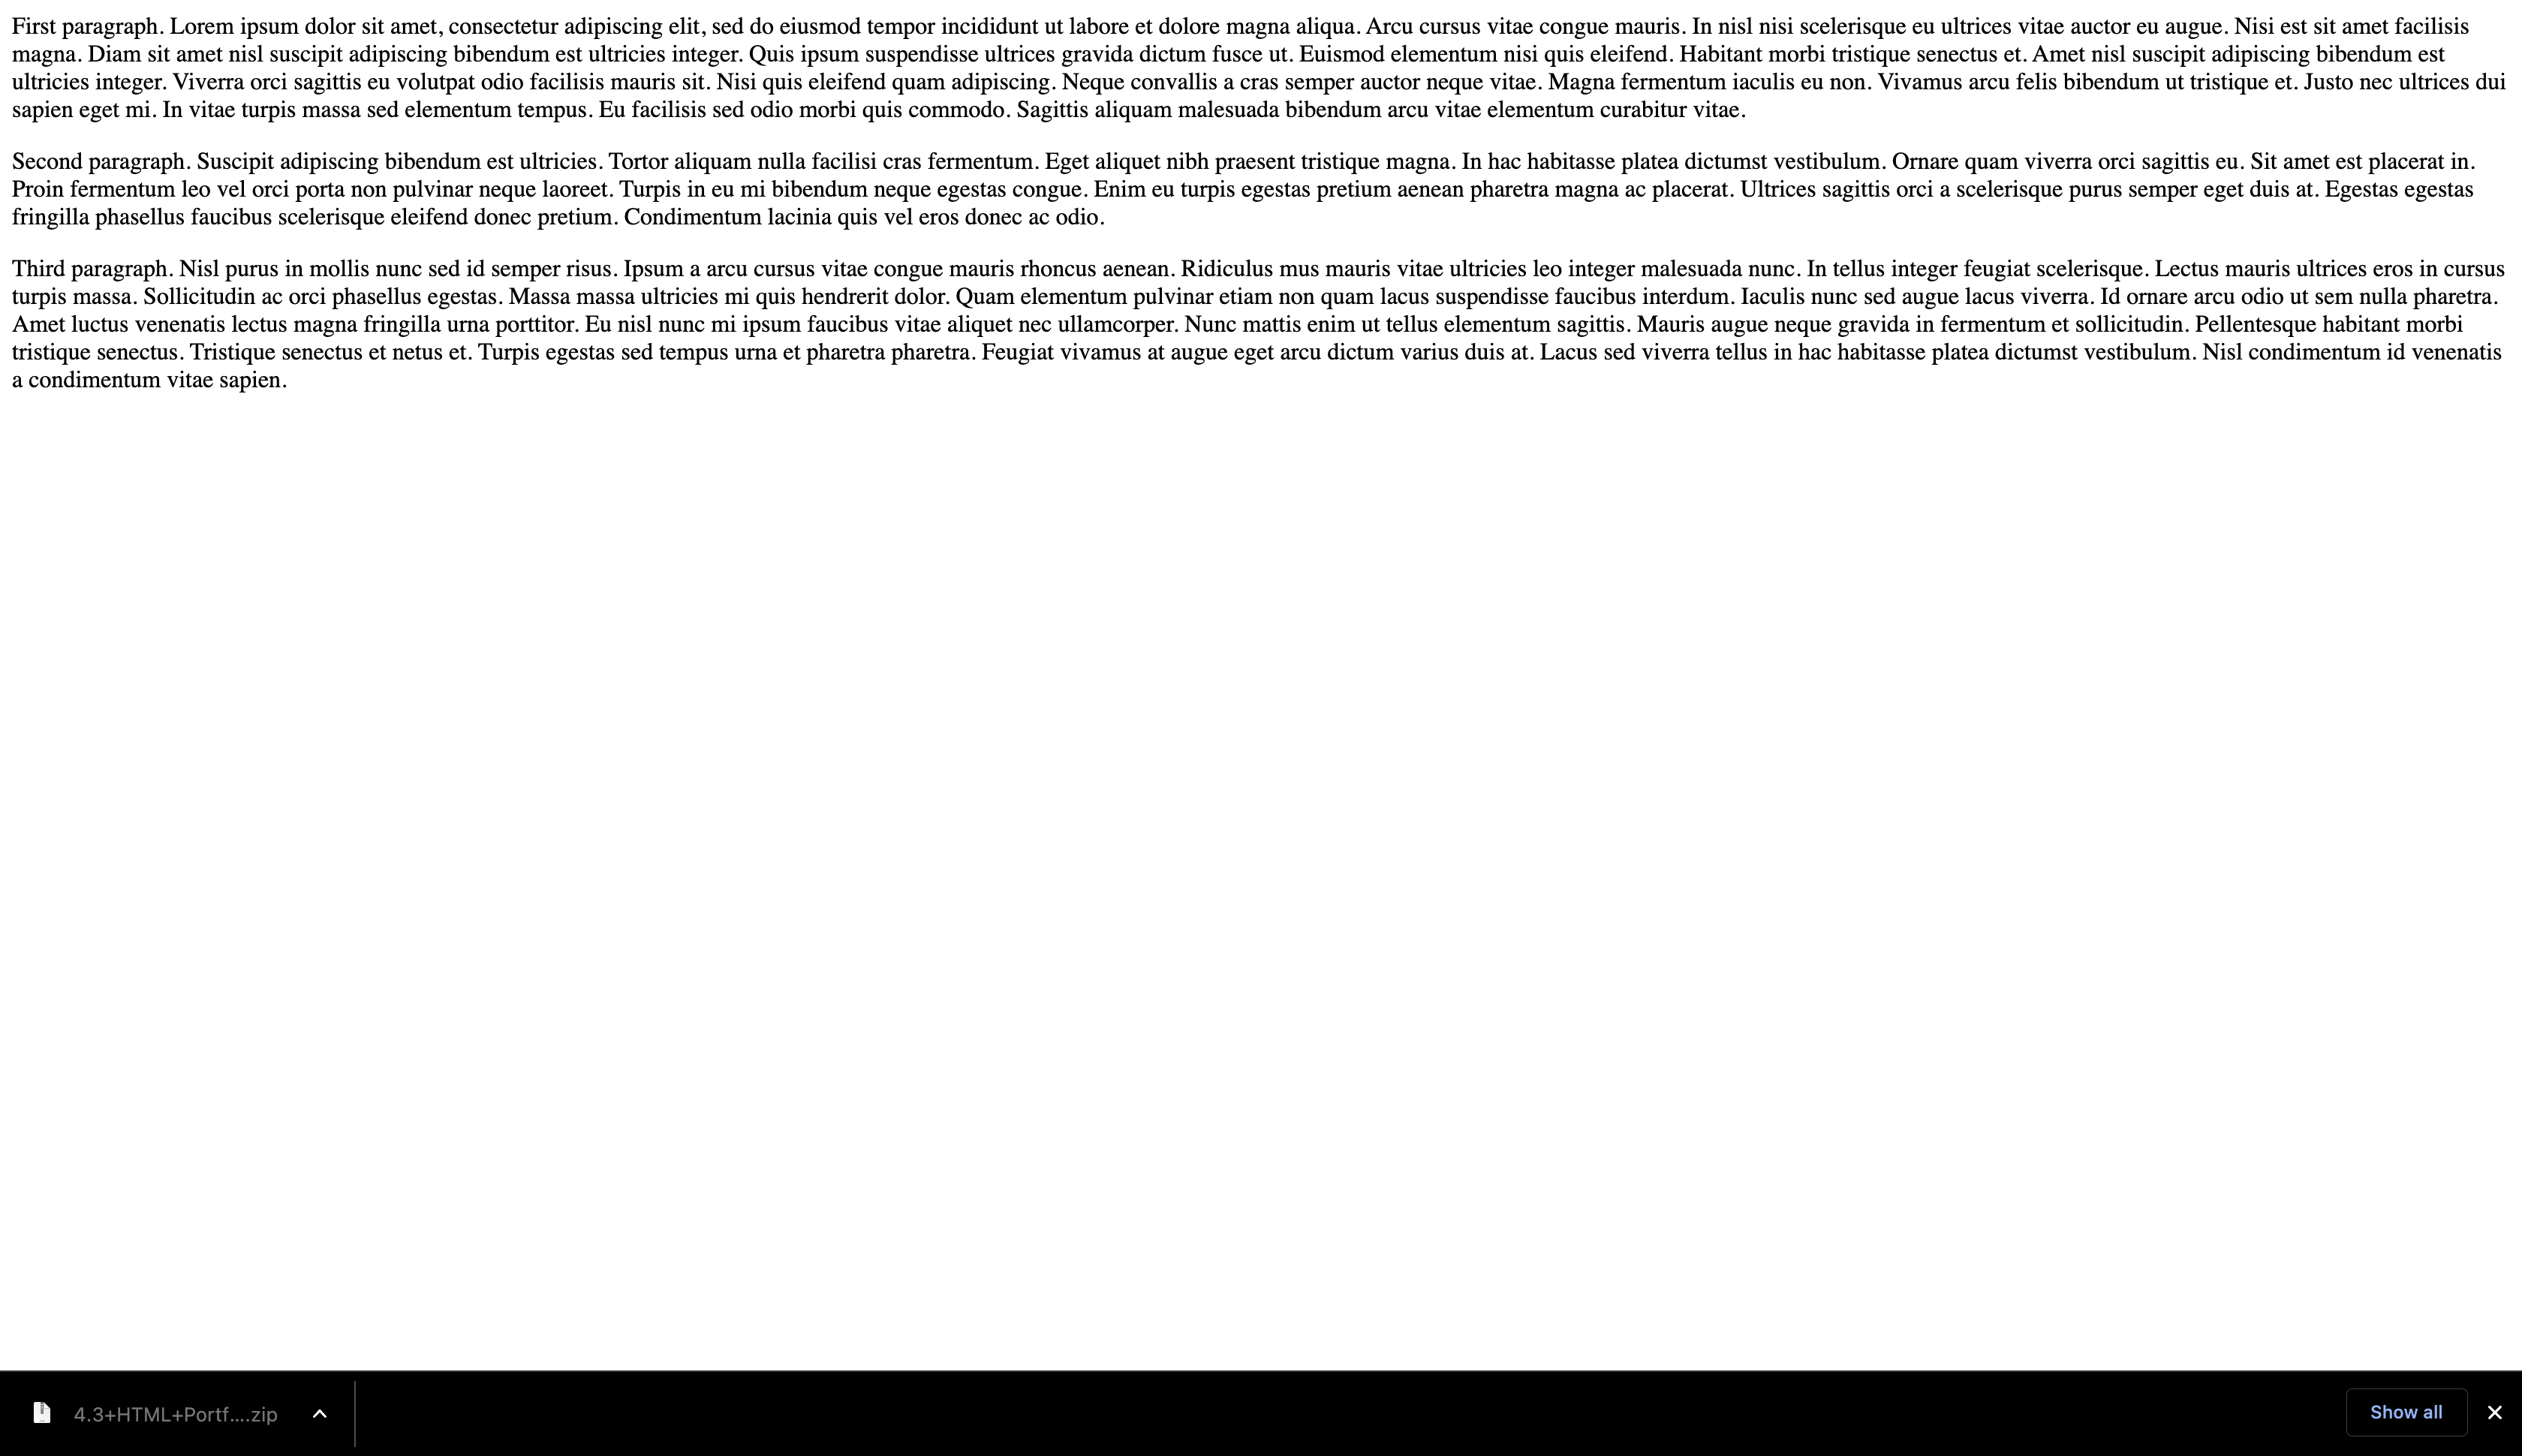 First paragraph. Lorem ipsum dolor sit amet, consectetur adipiscing elit, sed do eiusmod tempor incididunt ut labore et dolore magna aliqua. Arcu cursus vitae congue mauris. In nisl nisi scelerisque eu ultrices vitae auctor eu augue. Nisi est sit amet facilisis
magna. Diam sit amet nisl suscipit adipiscing bibendum est ultricies integer. Quis ipsum suspendisse ultrices gravida dictum fusce ut. Euismod elementum nisi quis eleifend. Habitant morbi tristique senectus et. Amet nisl suscipit adipiscing bibendum est
ultricies integer. Viverra orci sagittis eu volutpat odio facilisis mauris sit. Nisi quis eleifend quam adipiscing. Neque convallis a cras semper auctor neque vitae. Magna fermentum iaculis eu non. Vivamus arcu felis bibendum ut tristique et. Justo nec ultrices dui
sapien eget mi. In vitae turpis massa sed elementum tempus. Eu facilisis sed odio morbi quis commodo. Sagittis aliquam malesuada bibendum arcu vitae elementum curabitur vitae.
Second paragraph. Suscipit adipiscing bibendum est ultricies. Tortor aliquam nulla facilisi cras fermentum. Eget aliquet nibh praesent tristique magna. In hac habitasse platea dictumst vestibulum. Ornare quam viverra orci sagittis eu. Sit amet est placerat in.
Proin fermentum leo vel orci porta non pulvinar neque laoreet. Turpis in eu mi bibendum neque egestas congue. Enim eu turpis egestas pretium aenean pharetra magna ac placerat. Ultrices sagittis orci a scelerisque purus semper eget duis at. Egestas egestas
fringilla phasellus faucibus scelerisque eleifend donec pretium. Condimentum lacinia quis vel eros donec ac odio.
Third paragraph. Nisl purus in mollis nunc sed id semper risus. Ipsum a arcu cursus vitae congue mauris rhoncus aenean. Ridiculus mus mauris vitae ultricies leo integer malesuada nunc. In tellus integer feugiat scelerisque. Lectus mauris ultrices eros in cursus
turpis massa. Sollicitudin ac orci phasellus egestas. Massa massa ultricies mi quis hendrerit dolor. Quam elementum pulvinar etiam non quam lacus suspendisse faucibus interdum. Iaculis nunc sed augue lacus viverra. Id ornare arcu odio ut sem nulla pharetra.
Amet luctus venenatis lectus magna fringilla urna porttitor. Eu nisl nunc mi ipsum faucibus vitae aliquet nec ullamcorper. Nunc mattis enim ut tellus elementum sagittis. Mauris augue neque gravida in fermentum et sollicitudin. Pellentesque habitant morbi
tristique senectus. Tristique senectus et netus et. Turpis egestas sed tempus urna et pharetra pharetra. Feugiat vivamus at augue eget arcu dictum varius duis at. Lacus sed viverra tellus in hac habitasse platea dictumst vestibulum. Nisl condimentum id venenatis
a condimentum vitae sapien.
4.3+HTML+Portf....zip
Show all